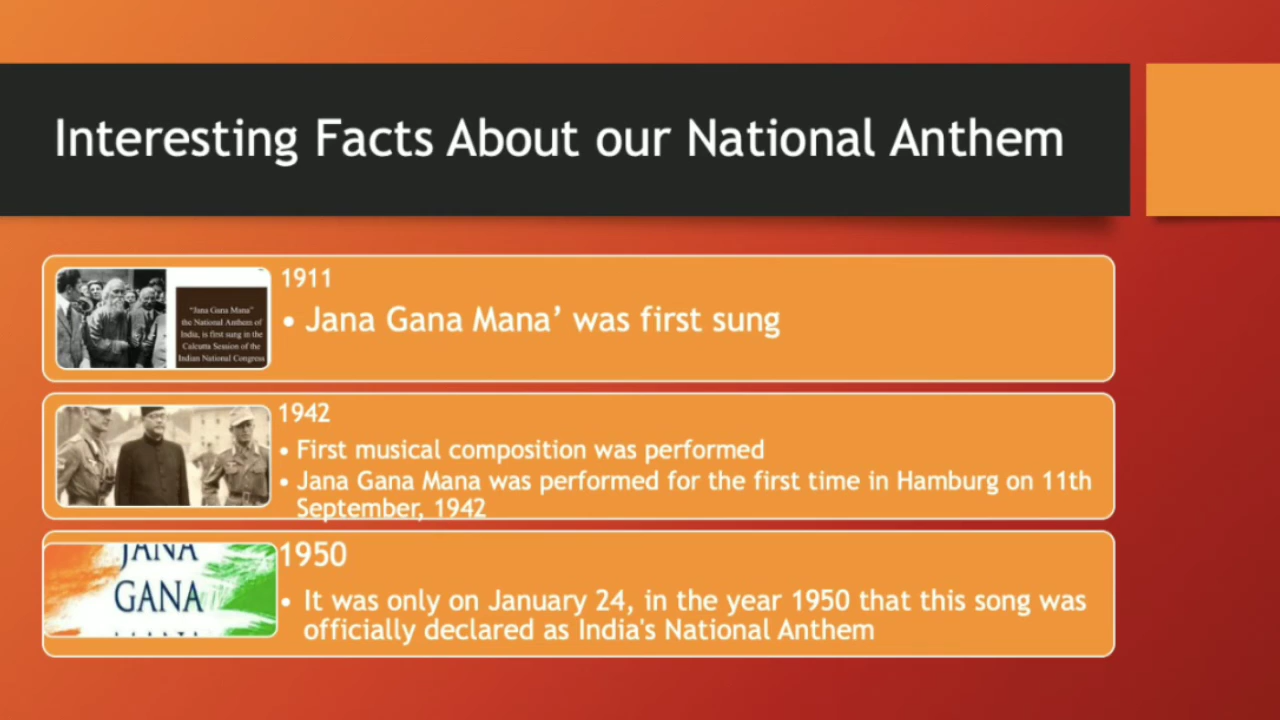 Interesting Facts About our National Anthem
1911
• Jana Gana Mana’ was first sung
“Jana Gana Mana”
the National Anthem of
India, is first sung in the
Calcutta Session of the
Indian National Congress
1942
• First musical composition was performed
• Jana Gana Mana was performed for the first time in Hamburg on 11th
September, 1942
JANA
GANA
1950
• It was only on January 24, in the year 1950 that this song was
officially declared as India's National Anthem